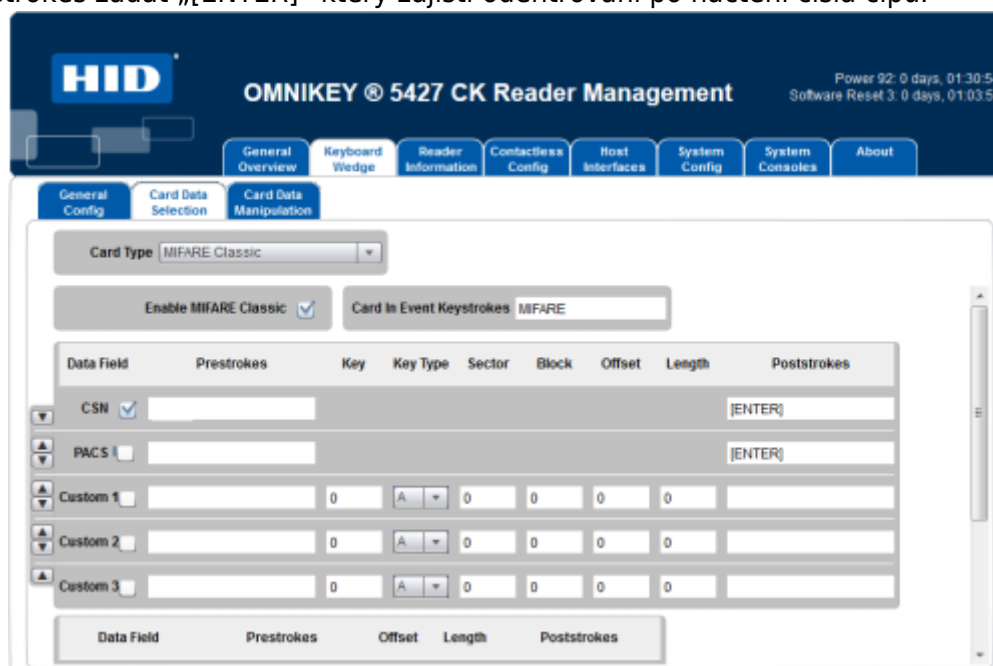 strokes zadat „[ENTER]“ který zajistí odentrování po načtení čísla čipu.
HID
OMNIKEY ® 5427 CK Reader Management
Power 92: 0 days, 01:30:5
Software Reset 3: 0 days, 01:03:5
General Overview Keyboard Wedge Reader Information Contactless Config Host Interfaces System Config System Consoles About
General Config Card Data Selection Card Data Manipulation
Card Type MIFARE Classic
Enable MIFARE Classic Card In Event Keystrokes MIFARE
Data Field Prestrokes Key Key Type Sector Block Offset Length Poststrokes
CSN [ENTER]
PACS [ENTER]
Custom 1 0 A 0 0 0 0
Custom 2 0 A 0 0 0 0
Custom 3 0 A 0 0 0 0
Data Field Prestrokes Offset Length Poststrokes